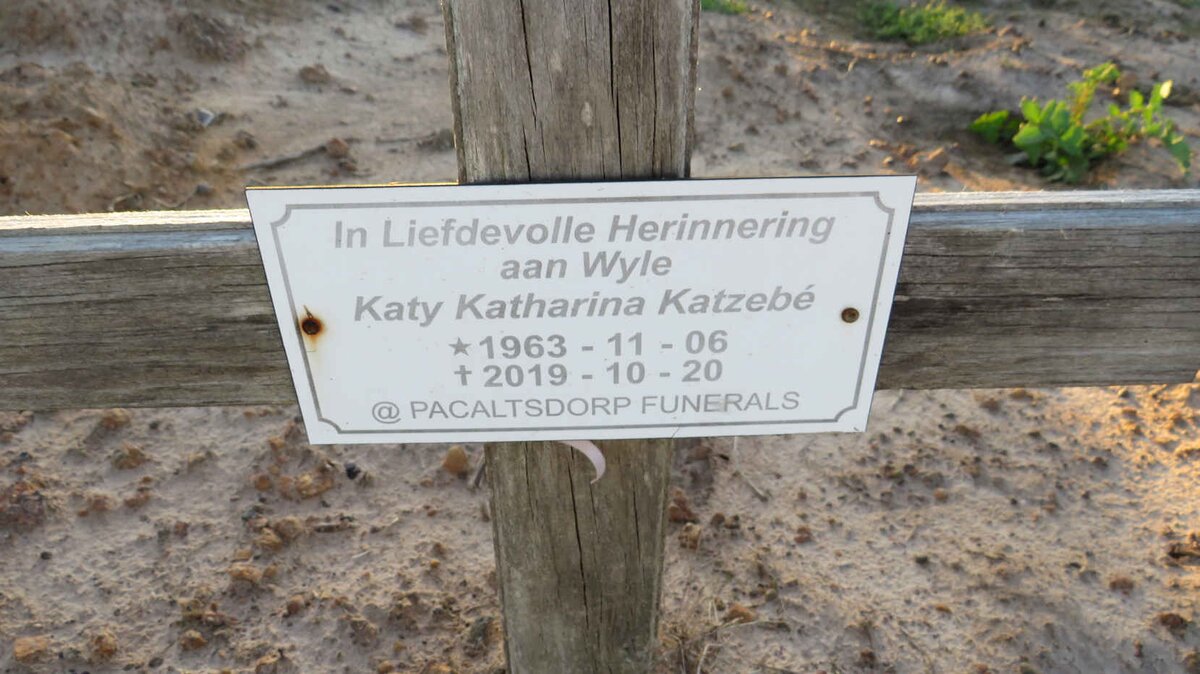 In Liefdevolle Herinnering
aan Wyle
Katy Katharina Katzebé
★ 1963 - 11 - 06
✝ 2019 - 10 - 20
@ PACALTSDORP FUNERALS